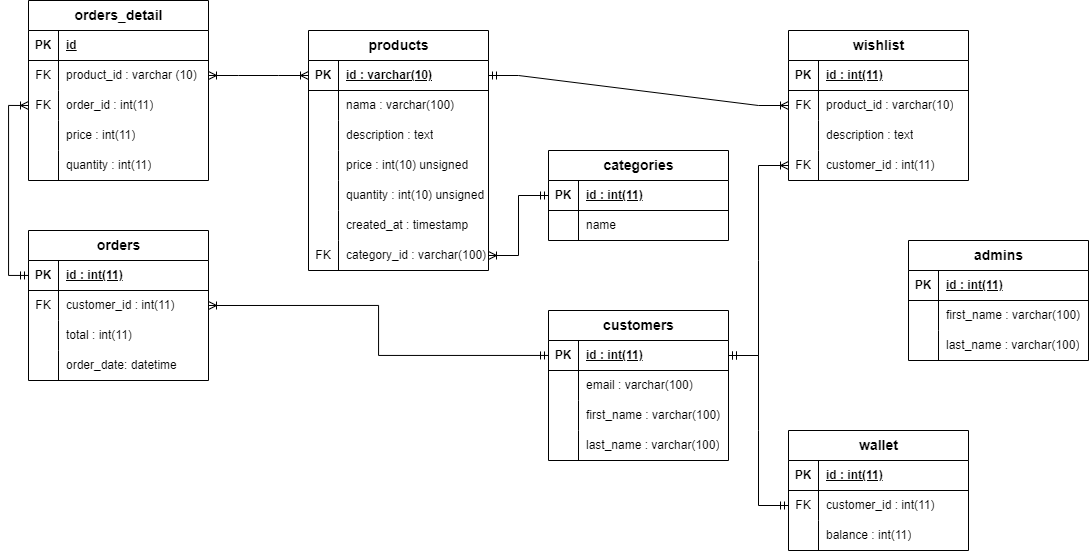 orders_detail
PK id
FK product_id : varchar (10)
FK order_id : int(11)
price : int(11)
quantity : int(11)
products
PK id : varchar(10)
nama : varchar(100)
description : text
price : int(10) unsigned
quantity : int(10) unsigned
created_at : timestamp
FK category_id : varchar(100)
wishlist
PK id : int(11)
FK product_id : varchar(10)
description : text
FK customer_id : int(11)
categories
PK id : int(11)
name
orders
PK id : int(11)
FK customer_id : int(11)
total : int(11)
order_date: datetime
admins
PK id : int(11)
first_name : varchar(100)
last_name : varchar(100)
customers
PK id : int(11)
email : varchar(100)
first_name : varchar(100)
last_name : varchar(100)
wallet
PK id : int(11)
FK customer_id : int(11)
balance : int(11)